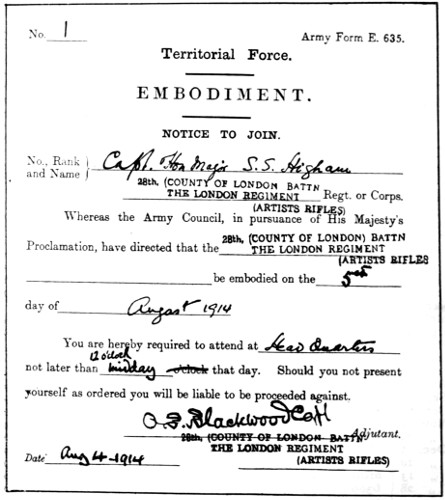 No. 1 Army Form E. 635.
Territorial Force.
EMBODIMENT.
NOTICE TO JOIN.
No., Rank and Name } Capt. Hon Major S. S. Higham
28th, (COUNTY OF LONDON BATTN
THE LONDON REGIMENT Regt. or Corps.
(ARTISTS RIFLES)
Whereas the Army Council, in pursuance of His Majesty's
Proclamation, have directed that the 28th, (COUNTY OF LONDON) BATTN
THE LONDON REGIMENT
(ARTISTS RIFLES
be embodied on the 5th
day of August 1914
You are hereby required to attend at Head Quarters
12 o'clock
not later than midday o'clock that day. Should you not present
yourself as ordered you will be liable to be proceeded against.
Blackwood
Adjutant.
28th, (COUNTY OF LONDON BATTN
THE LONDON REGIMENT
Date Aug 4-1914 (ARTISTS RIFLES)